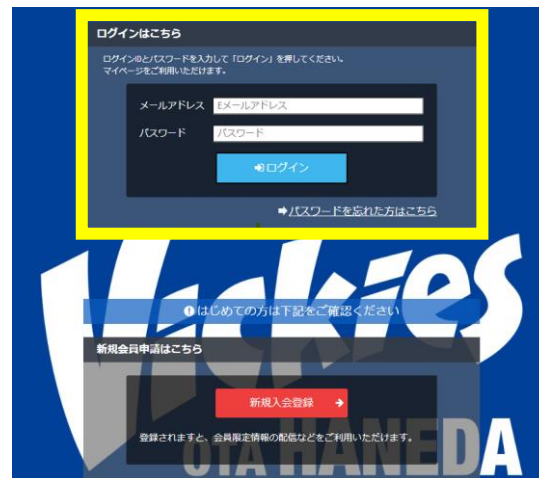 ログインはこちら
ログインIDとパスワードを入力して「ログイン」を押してください。
マイページをご利用いただけます。
メールアドレス Eメールアドレス
パスワード パスワード
ログイン
パスワードを忘れた方はこちら
Vickies
はじめての方は下記をご確認ください
新規会員申請はこちら
新規入会登録
登録されますと、会員限定情報の配信などをご利用いただけます。
OTA HANEDA